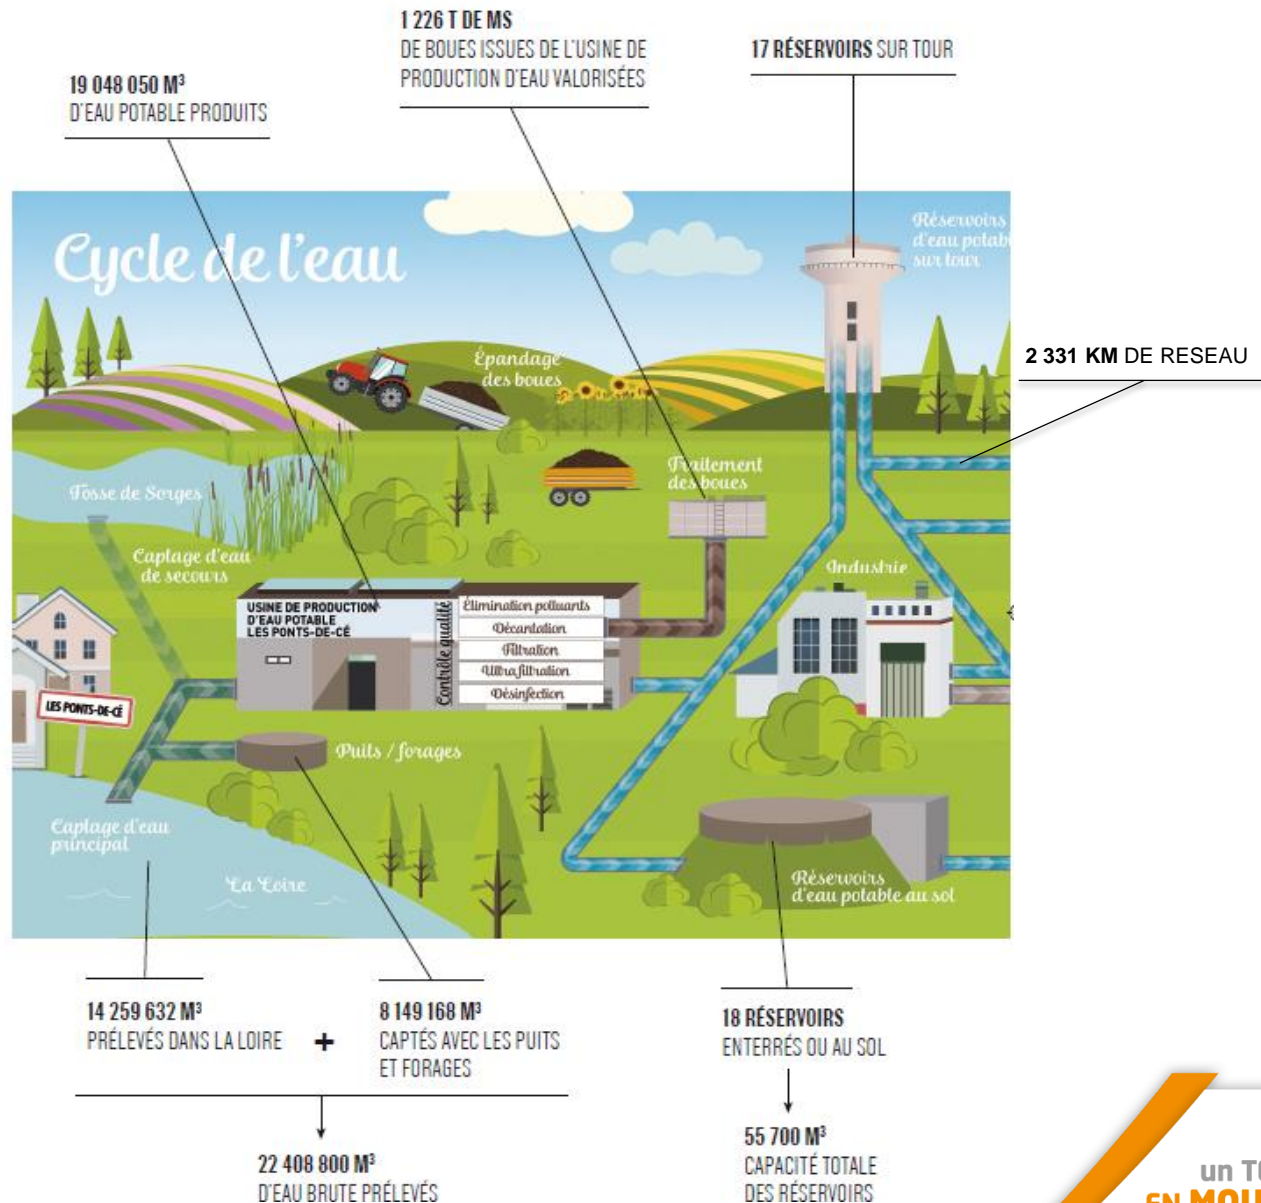 1 226 T DE MS
DE BOUES ISSUES DE L'USINE DE
PRODUCTION D'EAU VALORISÉES
17 RÉSERVOIRS SUR TOUR
19 048 050 M³
D'EAU POTABLE PRODUITS
Cycle de l'eau
Réservoirs
d'eau potab
sur tour
2 331 KM DE RESEAU
Épandage
des boues
Fosse de Sorges
Traitement
des boues
Captage d'eau
de secours
Industrie
USINE DE PRODUCTION
D'EAU POTABLE
LES PONTS-DE-CÉ
Contrôle qualité
Élimination polluants
Décantation
Filtration
Ultrafiltration
Désinfection
LES PONTS-DE-CÉ
Puits / forages
Captage d'eau
principal
La Loire
Réservoirs
d'eau potable au sol
14 259 632 M³
PRÉLEVÉS DANS LA LOIRE
+
8 149 168 M³
CAPTÉS AVEC LES PUITS
ET FORAGES
18 RÉSERVOIRS
ENTERRÉS OU AU SOL
22 408 800 M³
D'EAU BRUTE PRÉLEVÉS
55 700 M³
CAPACITÉ TOTALE
DES RÉSERVOIRS
un
EN